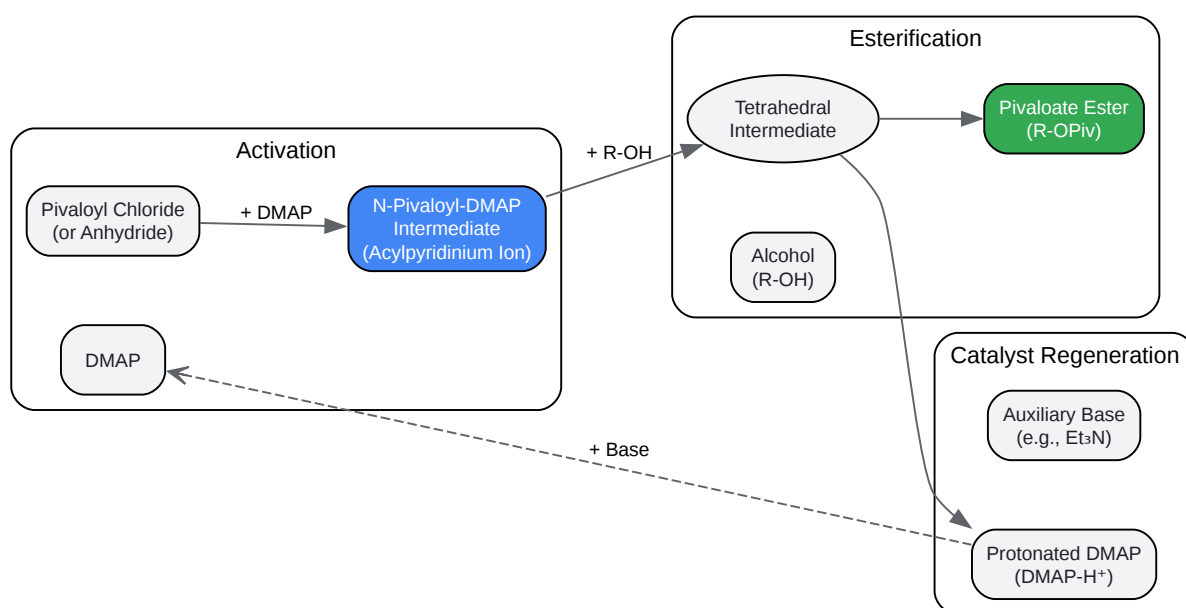 Esterification
Tetrahedral
Intermediate
Pivaloate Ester
(R-OPiv)
Activation
+ R-OH
Pivaloyl Chloride
(or Anhydride)
+ DMAP
N-Pivaloyl-DMAP
Intermediate
(Acylpyridinium Ion)
Alcohol
(R-OH)
DMAP
Catalyst Regeneration
Auxiliary Base
(e.g., Et₃N)
+ Base
Protonated DMAP
(DMAP-H⁺)